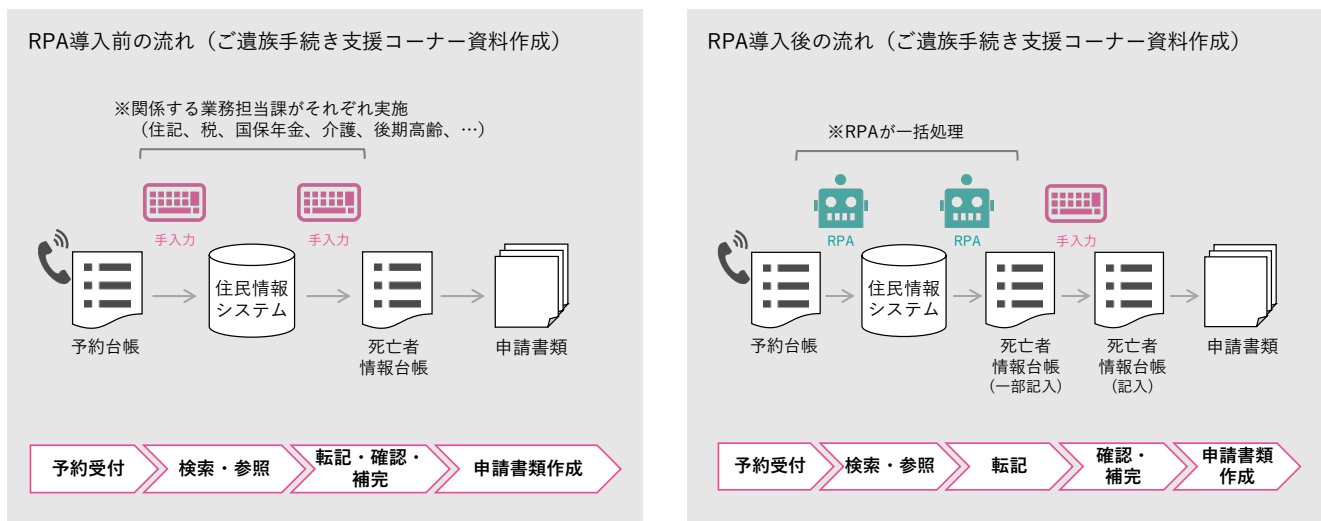 RPA導入前の流れ（ご遺族手続き支援コーナー資料作成）
※関係する業務担当課がそれぞれ実施
（住記、税、国保年金、介護、後期高齢、…）
手入力
手入力
予約台帳
住民情報
システム
死亡者
情報台帳
申請書類
予約受付
検索・参照
転記・確認・
補完
申請書類作成
RPA導入後の流れ（ご遺族手続き支援コーナー資料作成）
※RPAが一括処理
RPA
RPA
手入力
予約台帳
住民情報
システム
死亡者
情報台帳
(一部記入)
死亡者
情報台帳
(記入)
申請書類
予約受付
検索・参照
転記
確認・
補完
申請書類
作成